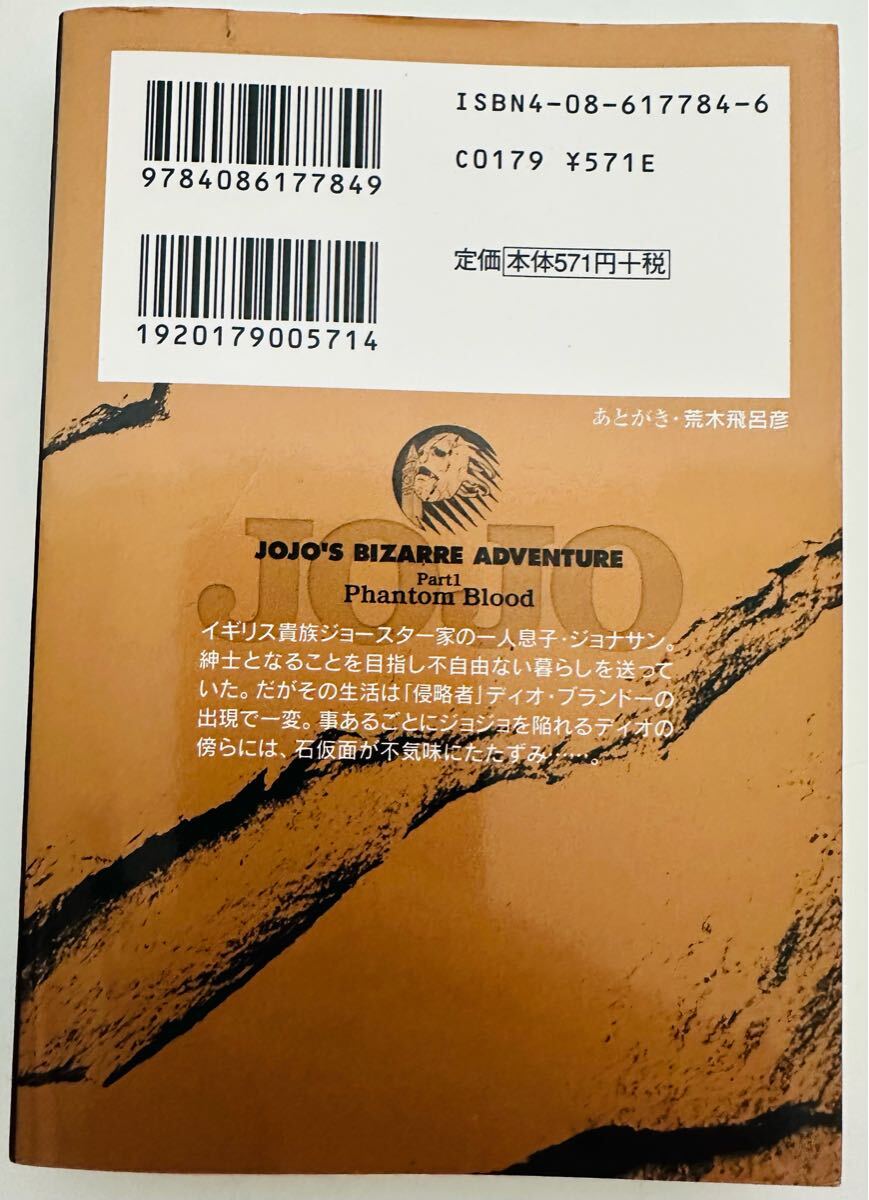 ISBN4-08-617784-6
9784086177849
C0179 ¥571E
定価 本体571円+税
1920179005714
あとがき・荒木飛呂彦
JOJO
JOJO'S BIZARRE ADVENTURE
Part1
Phantom Blood
イギリス貴族ジョースター家の一人息子・ジョナサン。
紳士となることを目指し不自由ない暮らしを送って
いた。だがその生活は「侵略者」ディオ・ブランドーの
出現で一変。事あるごとにジョジョを陥れるディオの
傍らには、石仮面が不気味にたたずみ……。